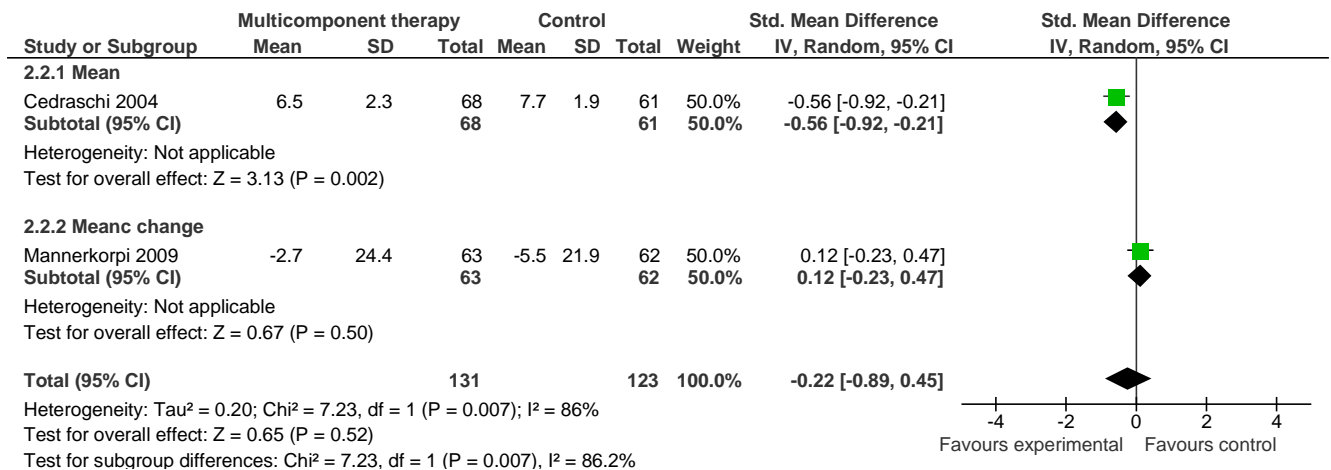 Multicomponent therapy Control Std. Mean Difference Std. Mean Difference
Study or Subgroup Mean SD Total Mean SD Total Weight IV, Random, 95% CI IV, Random, 95% CI
2.2.1 Mean
Cedraschi 2004 6.5 2.3 68 7.7 1.9 61 50.0% -0.56 [-0.92, -0.21]
Subtotal (95% CI) 68 61 50.0% -0.56 [-0.92, -0.21]
Heterogeneity: Not applicable
Test for overall effect: Z = 3.13 (P = 0.002)
2.2.2 Meanc change
Mannerkorpi 2009 -2.7 24.4 63 -5.5 21.9 62 50.0% 0.12 [-0.23, 0.47]
Subtotal (95% CI) 63 62 50.0% 0.12 [-0.23, 0.47]
Heterogeneity: Not applicable
Test for overall effect: Z = 0.67 (P = 0.50)
Total (95% CI) 131 123 100.0% -0.22 [-0.89, 0.45]
Heterogeneity: Tau² = 0.20; Chi² = 7.23, df = 1 (P = 0.007); I² = 86%
Test for overall effect: Z = 0.65 (P = 0.52)
Test for subgroup differences: Chi² = 7.23, df = 1 (P = 0.007), I² = 86.2%
-4 -2 0 2 4
Favours experimental Favours control